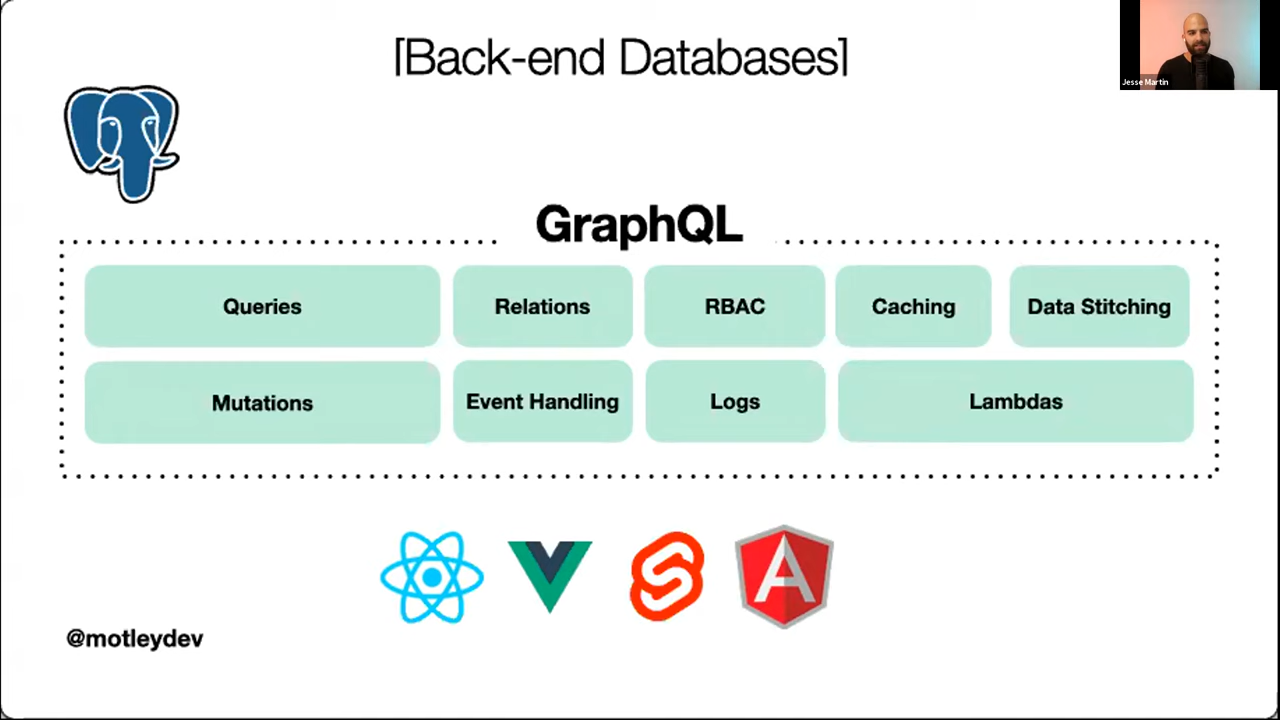 [Back-end Databases]
Jesse Martin
GraphQL
Queries
Relations
RBAC
Caching
Data Stitching
Mutations
Event Handling
Logs
Lambdas
@motleydev